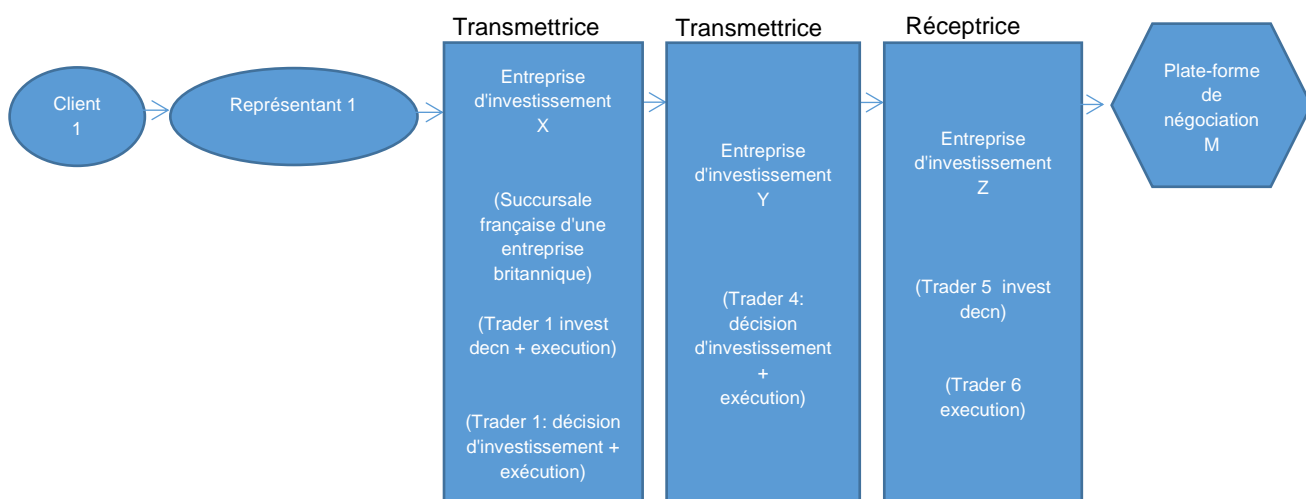 Transmettrice
Transmettrice
Réceptrice
Client
1
Représentant 1
Entreprise
d'investissement
X
(Succursale
française d'une
entreprise
britannique)
(Trader 1 invest
decn + execution)
(Trader 1: décision
d'investissement +
exécution)
Entreprise
d'investissement
Y
(Trader 4:
décision
d'investissement
+
exécution)
Entreprise
d'investissement
Z
(Trader 5  invest
decn)
(Trader 6
execution)
Plate-forme
de
négociation
M